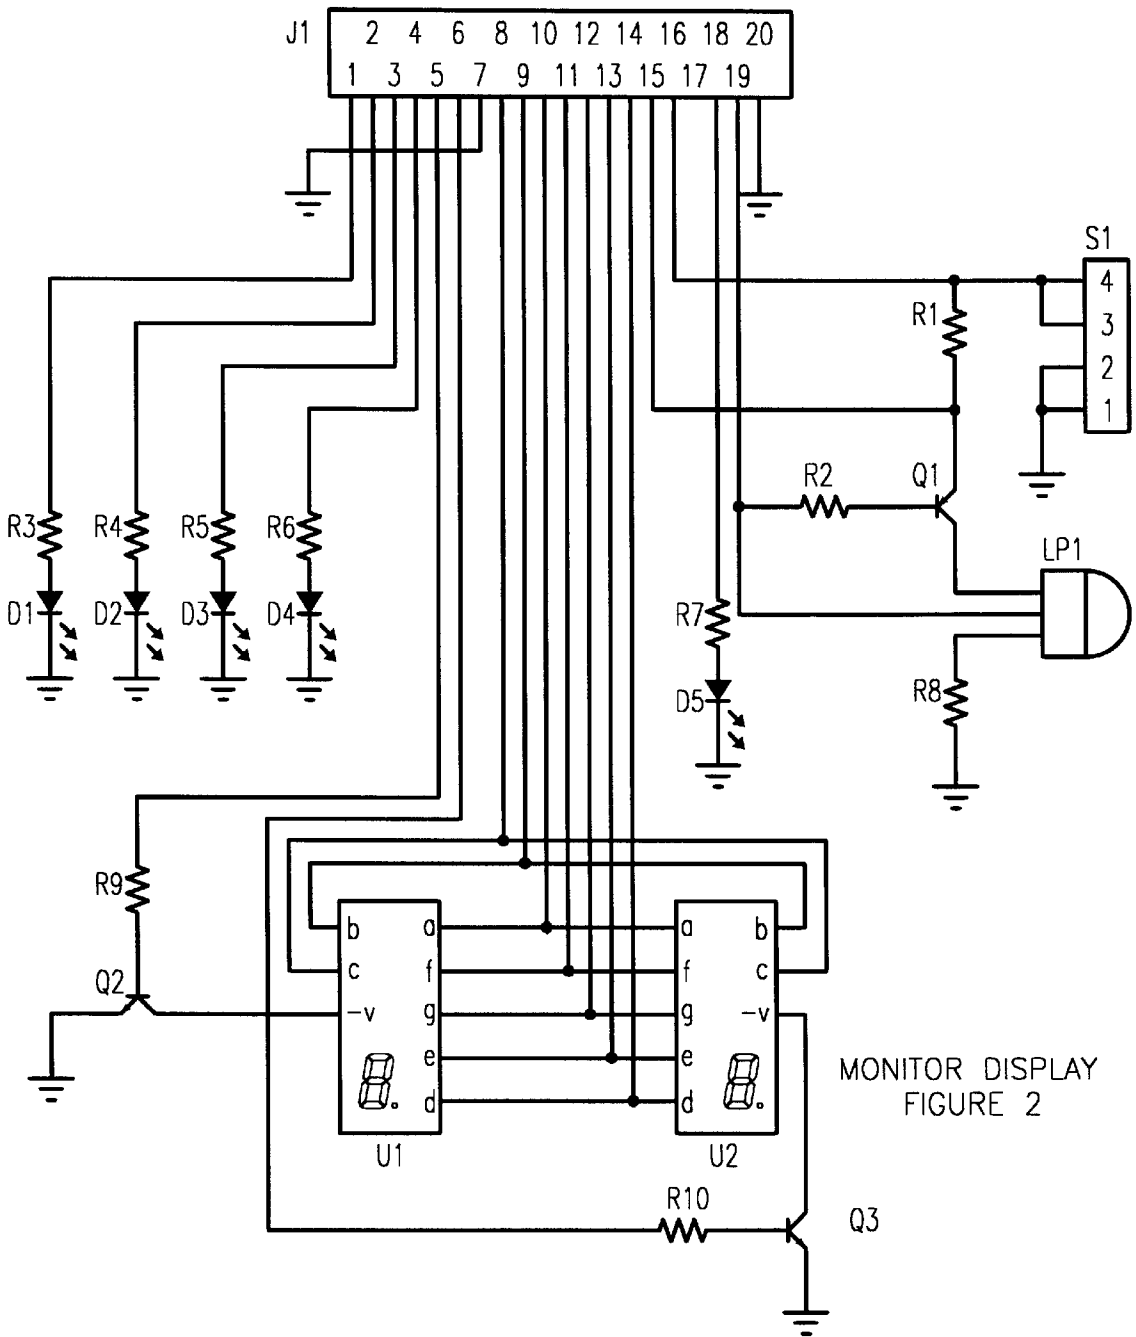 J1
2 4 6 8 10 12 14 16 18 20
1 3 5 7 9 11 13 15 17 19
S1
4
3
2
1
R1
R2
Q1
LP1
R3
R4
R5
R6
D1
D2
D3
D4
R7
D5
R8
R9
Q2
b
c
-v
a
f
g
e
d
8.
U1
a
f
g
e
d
b
c
-v
8.
U2
MONITOR DISPLAY
FIGURE 2
R10
Q3